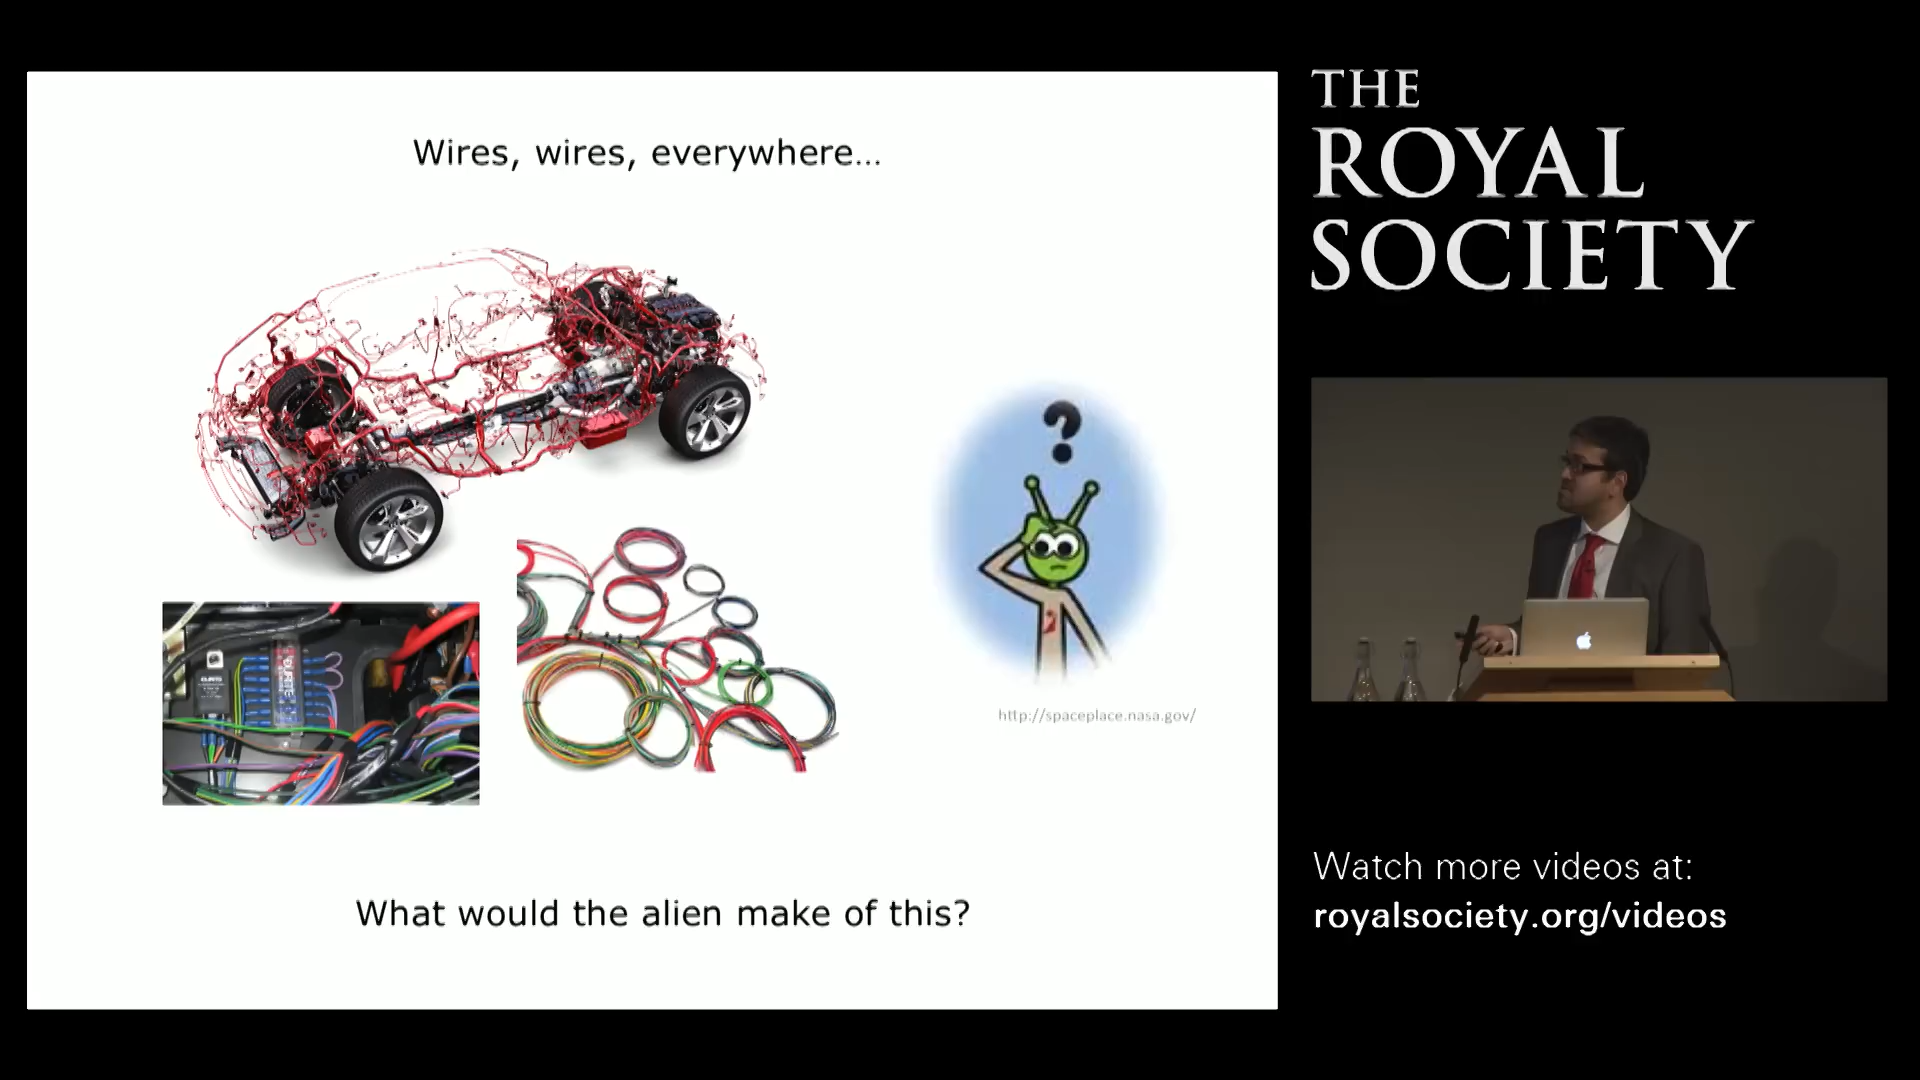 Wires, wires, everywhere...
?
http://spaceplace.nasa.gov/
What would the alien make of this?
THE
ROYAL
SOCIETY
Watch more videos at:
royalsociety.org/videos